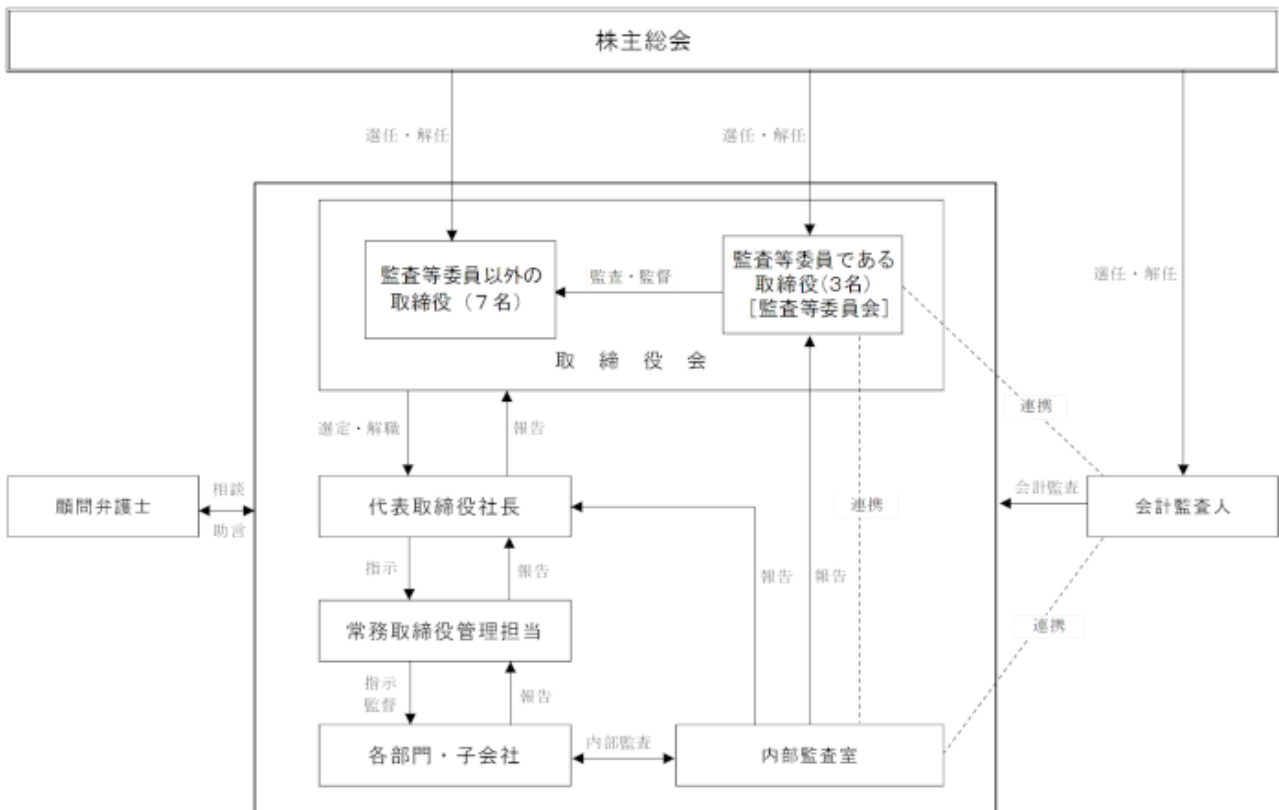 株主総会
選任・解任
選任・解任
選任・解任
監査等委員以外の
取締役（７名）
監査・監督
監査等委員である
取締役(3名)
［監査等委員会］
取締役会
連携
選定・解職
報告
顧問弁護士
相談
助言
代表取締役社長
連携
会計監査
会計監査人
指示
報告
報告
報告
常務取締役管理担当
連携
指示
監督
報告
各部門・子会社
内部監査
内部監査室